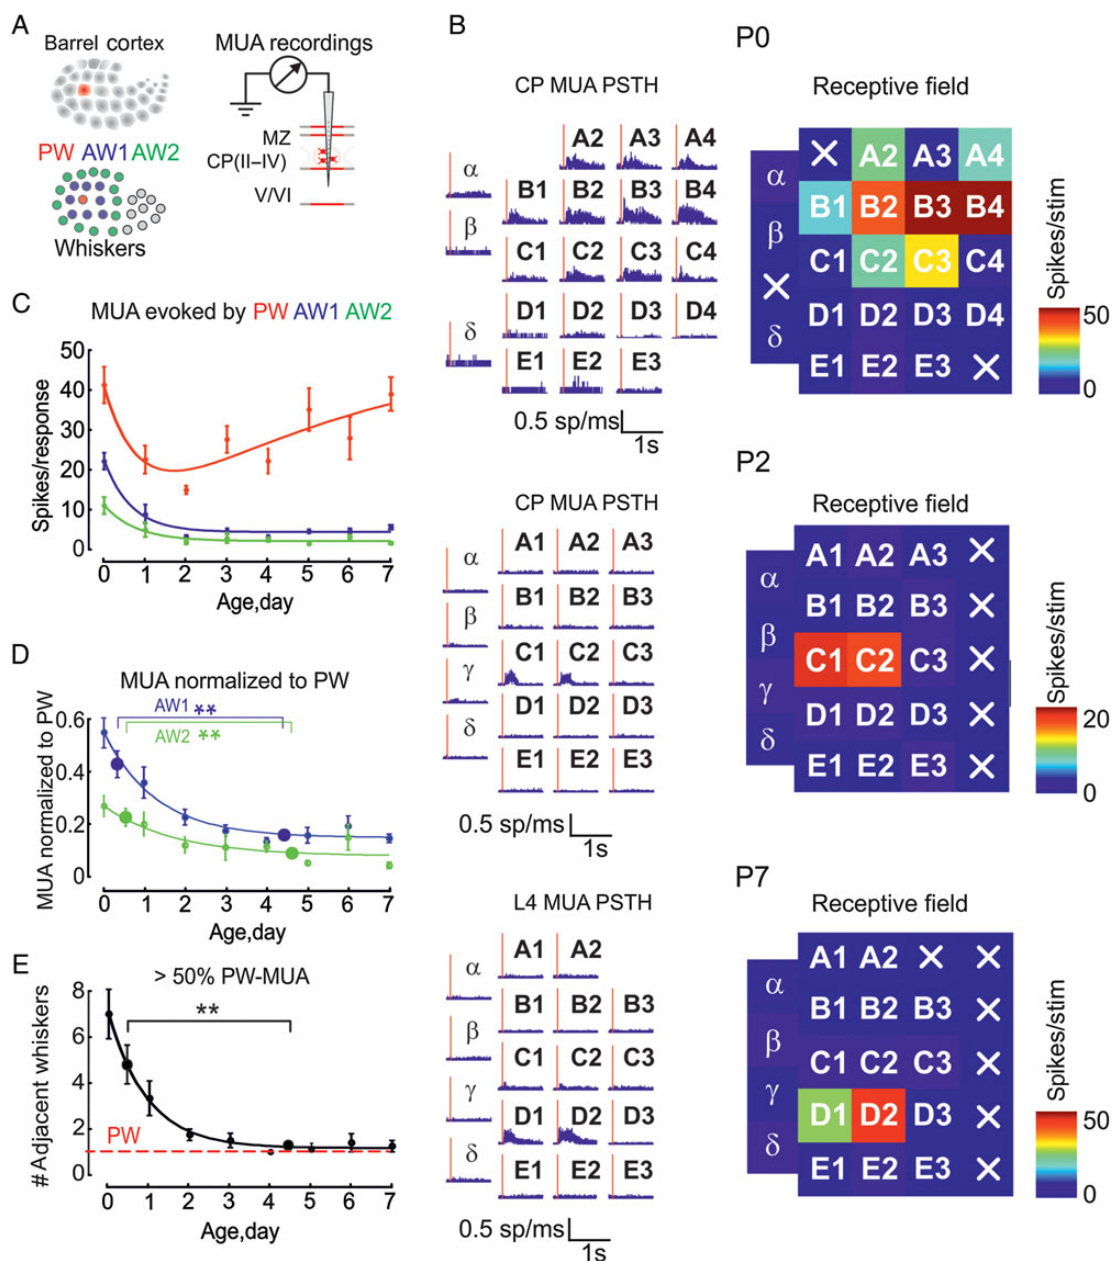 A
Barrel cortex
PW AW1 AW2
Whiskers
MUA recordings
MZ
CP(II–IV)
V/VI
B
CP MUA PSTH
A2 A3 A4
α
B1 B2 B3 B4
β
C1 C2 C3 C4
D1 D2 D3 D4
δ
E1 E2 E3
0.5 sp/ms
1s
P0
Receptive field
× A2 A3 A4
α
B1 B2 B3 B4
β
C1 C2 C3 C4
×
D1 D2 D3 D4
δ
E1 E2 E3 ×
Spikes/stim
50
0
CP MUA PSTH
A1 A2 A3
α
B1 B2 B3
β
C1 C2 C3
γ
D1 D2 D3
δ
E1 E2 E3
0.5 sp/ms
1s
P2
Receptive field
A1 A2 A3 ×
α
B1 B2 B3 ×
β
C1 C2 C3 ×
γ
D1 D2 D3 ×
δ
E1 E2 E3 ×
Spikes/stim
20
0
L4 MUA PSTH
A1 A2
α
B1 B2 B3
β
C1 C2 C3
γ
D1 D2 D3
δ
E1 E2 E3
0.5 sp/ms
1s
P7
Receptive field
A1 A2 × ×
α
B1 B2 B3 ×
β
C1 C2 C3 ×
γ
D1 D2 D3 ×
δ
E1 E2 E3 ×
Spikes/stim
50
0
C
MUA evoked by PW AW1 AW2
Spikes/response
50
40
30
20
10
0
0 1 2 3 4 5 6 7
Age,day
D
MUA normalized to PW
AW1 **
AW2 **
MUA normalized to PW
0.6
0.4
0.2
0
0 1 2 3 4 5 6 7
Age,day
E
> 50% PW-MUA
**
# Adjacent whiskers
8
6
4
2
0
PW
0 1 2 3 4 5 6 7
Age,day